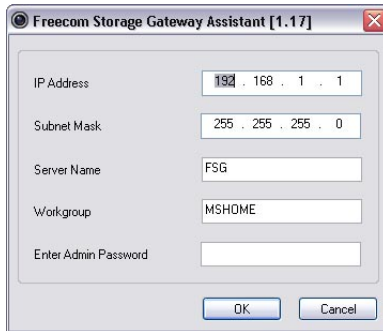 Freecom Storage Gateway Assistant [1.17]
IP Address 192 . 168 . 1 . 1
Subnet Mask 255 . 255 . 255 . 0
Server Name FSG
Workgroup MSHOME
Enter Admin Password
OK Cancel